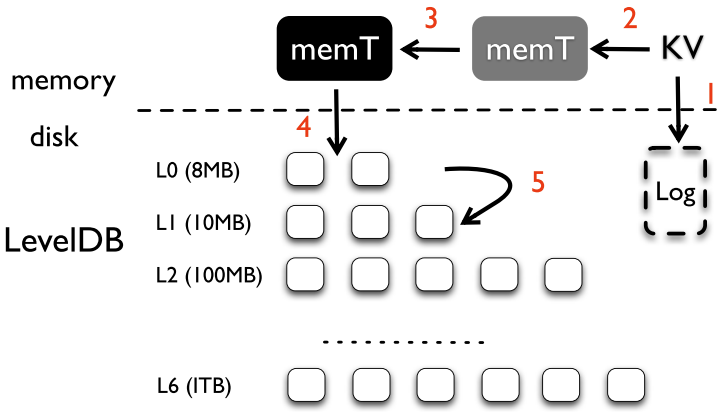 3
2
memT
memT
KV
memory
1
disk
4
L0 (8MB)
5
Log
L1 (10MB)
LevelDB
L2 (100MB)
L6 (1TB)